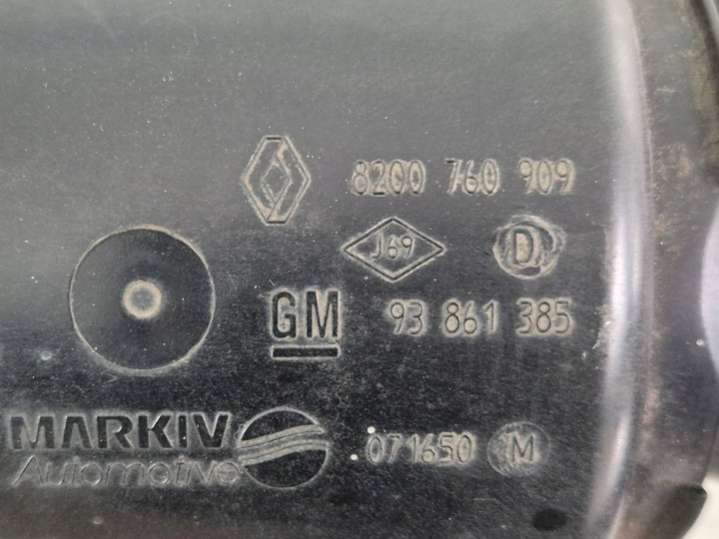 8200 760 909
J69 D
GM 93 861 385
MARKIV
Automotive
071650 M